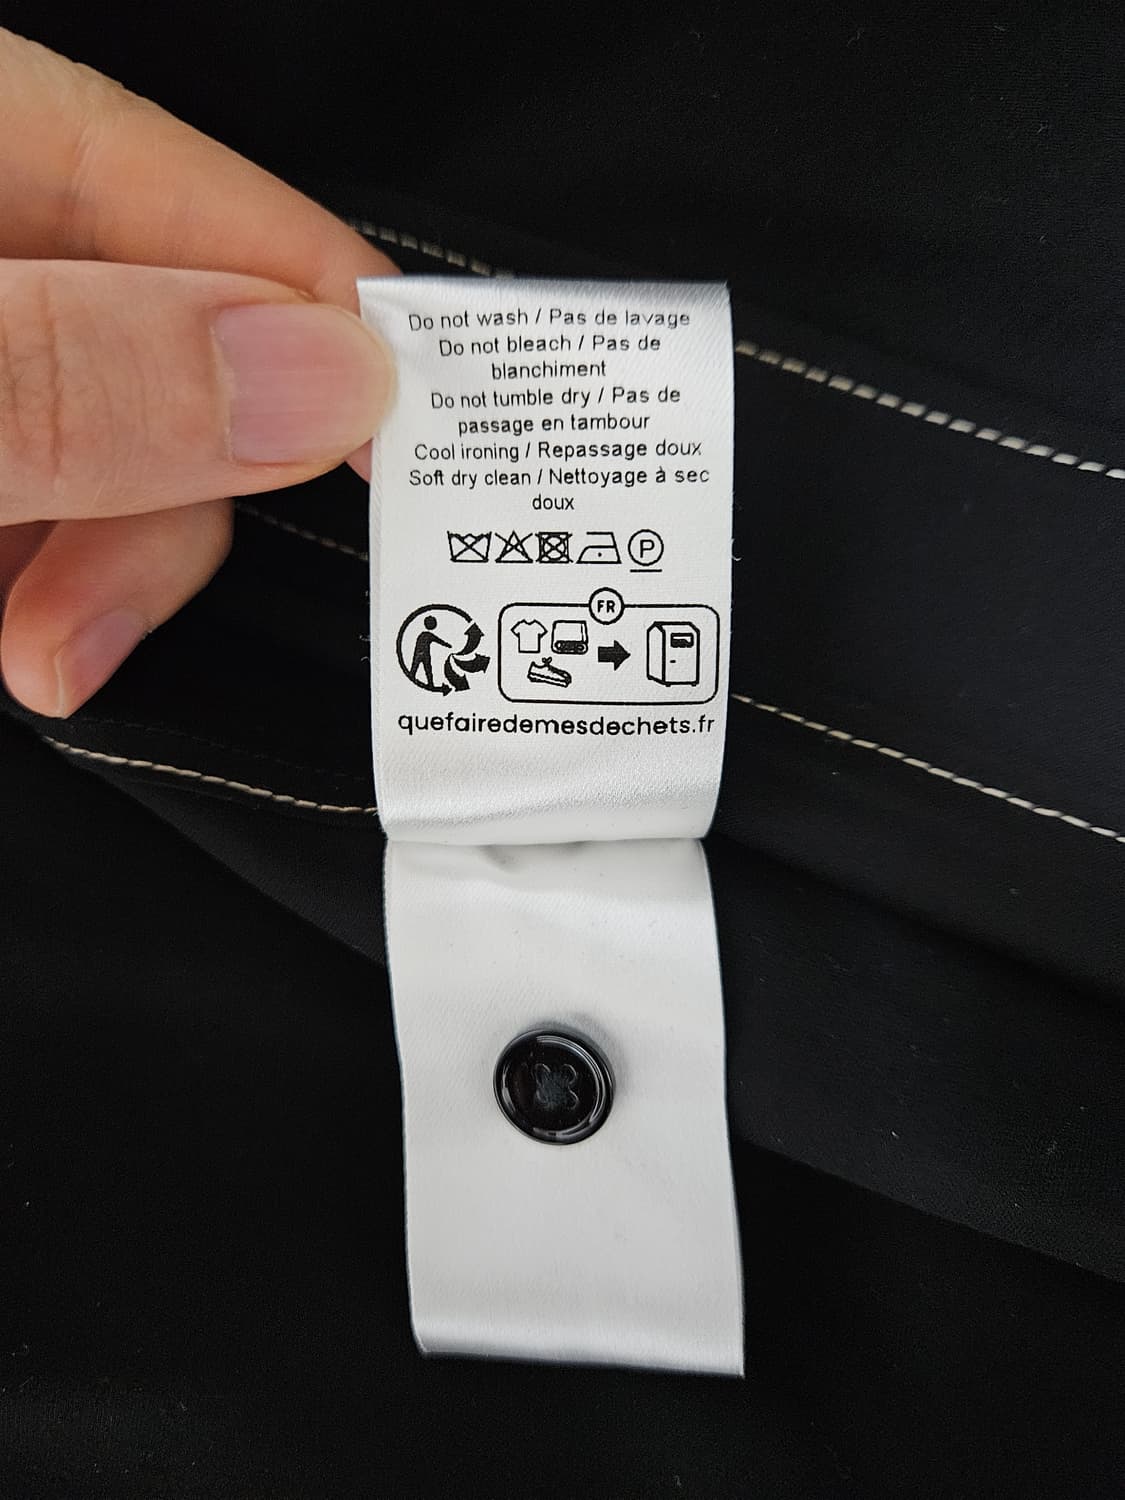 Do not wash / Pas de lavage
Do not bleach / Pas de
blanchiment
Do not tumble dry / Pas de
passage en tambour
Cool ironing / Repassage doux
Soft dry clean / Nettoyage à sec
doux
P
FR
quefairedemesdechets.fr